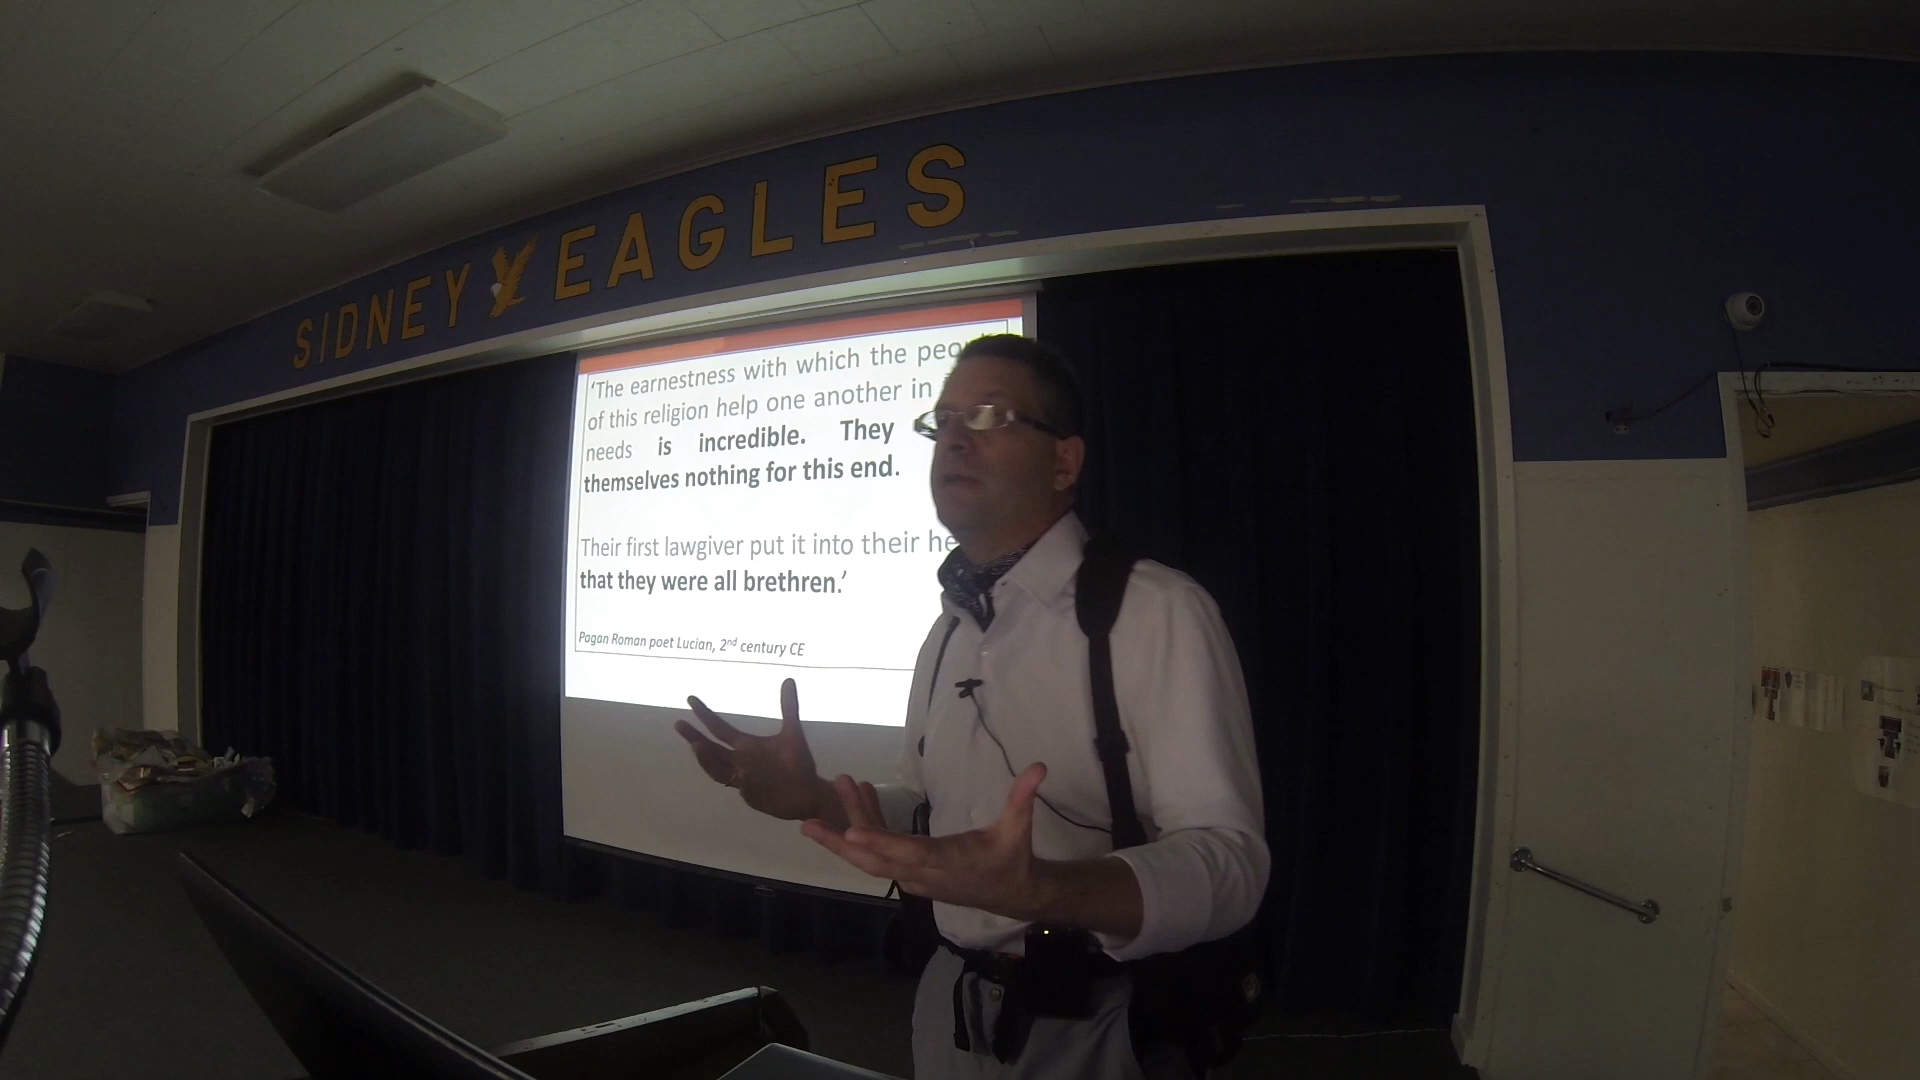 SIDNEY EAGLES
‘The earnestness with which the
of this religion help one another in
needs is incredible. They
themselves nothing for this end.
Their first lawgiver put it into their
that they were all brethren.’
Pagan Roman poet Lucian, 2nd century CE